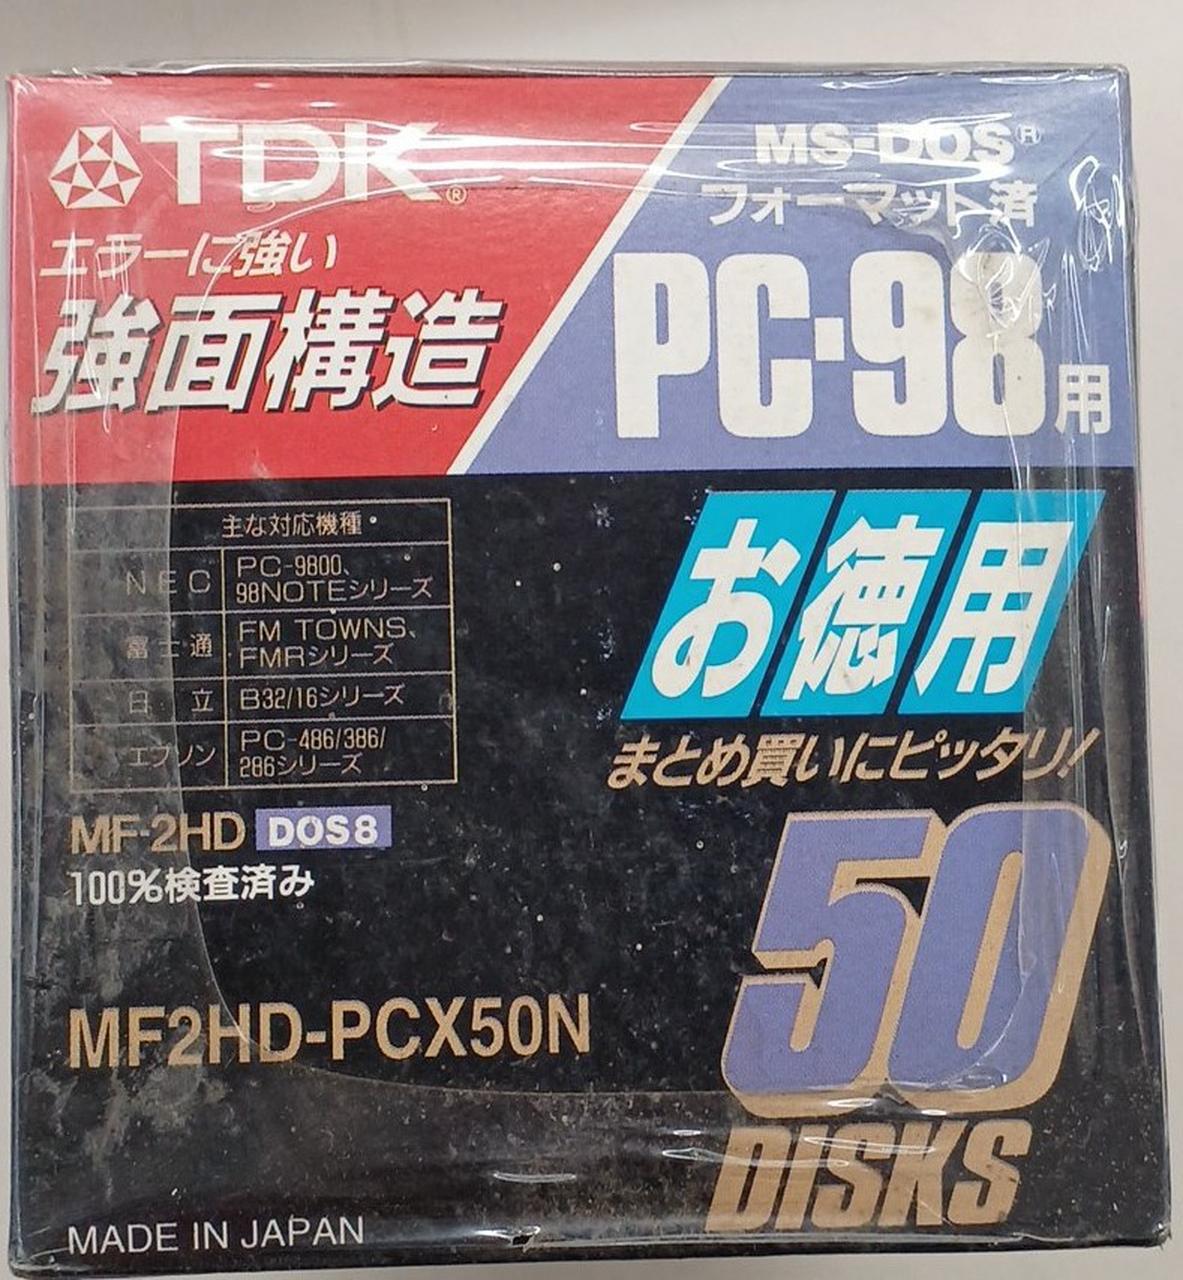 TDK®
エラーに強い
強面構造
MS-DOS®
フォーマット済
PC-98用
主な対応機種
NEC PC-9800、
98NOTEシリーズ
富士通 FM TOWNS、
FMRシリーズ
日立 B32/16シリーズ
エプソン PC-486/386/
286シリーズ
お徳用
まとめ買いにピッタリ!
MF-2HD DOS8
100%検査済み
50
DISKS
MF2HD-PCX50N
MADE IN JAPAN